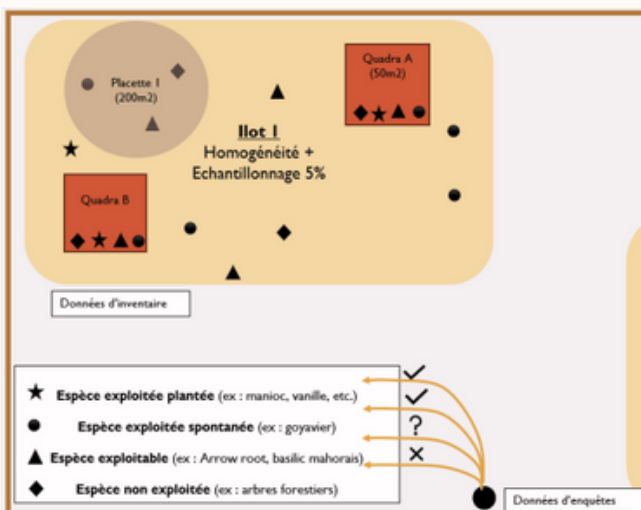 Placette 1
(200m2)
Quadra A
(50m2)
Ilot 1
Homogénéité +
Echantillonnage 5%
Quadra B
Données d'inventaire
Espèce exploitée plantée (ex : manioc, vanille, etc.)
Espèce exploitée spontanée (ex : goyavier)
?
Espèce exploitable (ex : Arrow root, basilic mahorais)
Espèce non exploitée (ex : arbres forestiers)
Données d'enquêtes